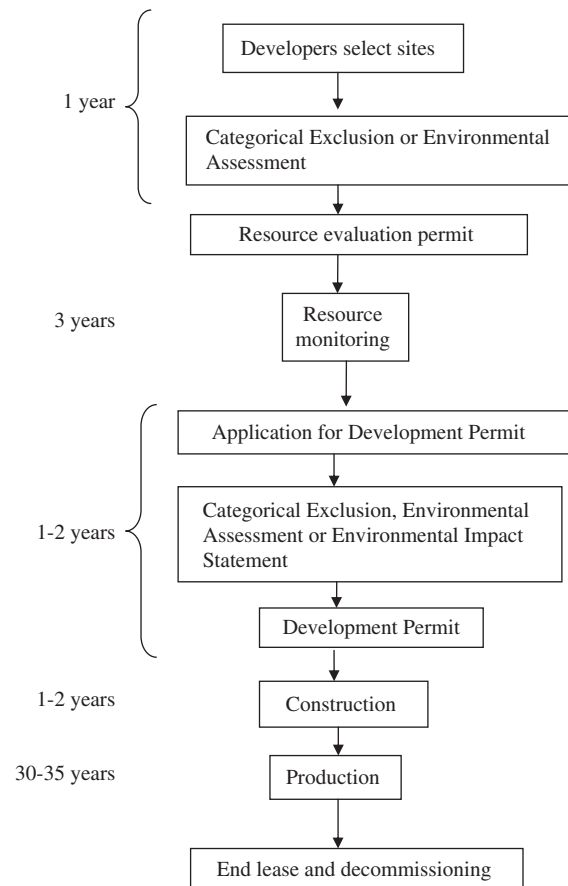 Developers select sites
1 year
Categorical Exclusion or Environmental
Assessment
Resource evaluation permit
3 years
Resource
monitoring
Application for Development Permit
1-2 years
Categorical Exclusion, Environmental
Assessment or Environmental Impact
Statement
Development Permit
1-2 years
Construction
30-35 years
Production
End lease and decommissioning